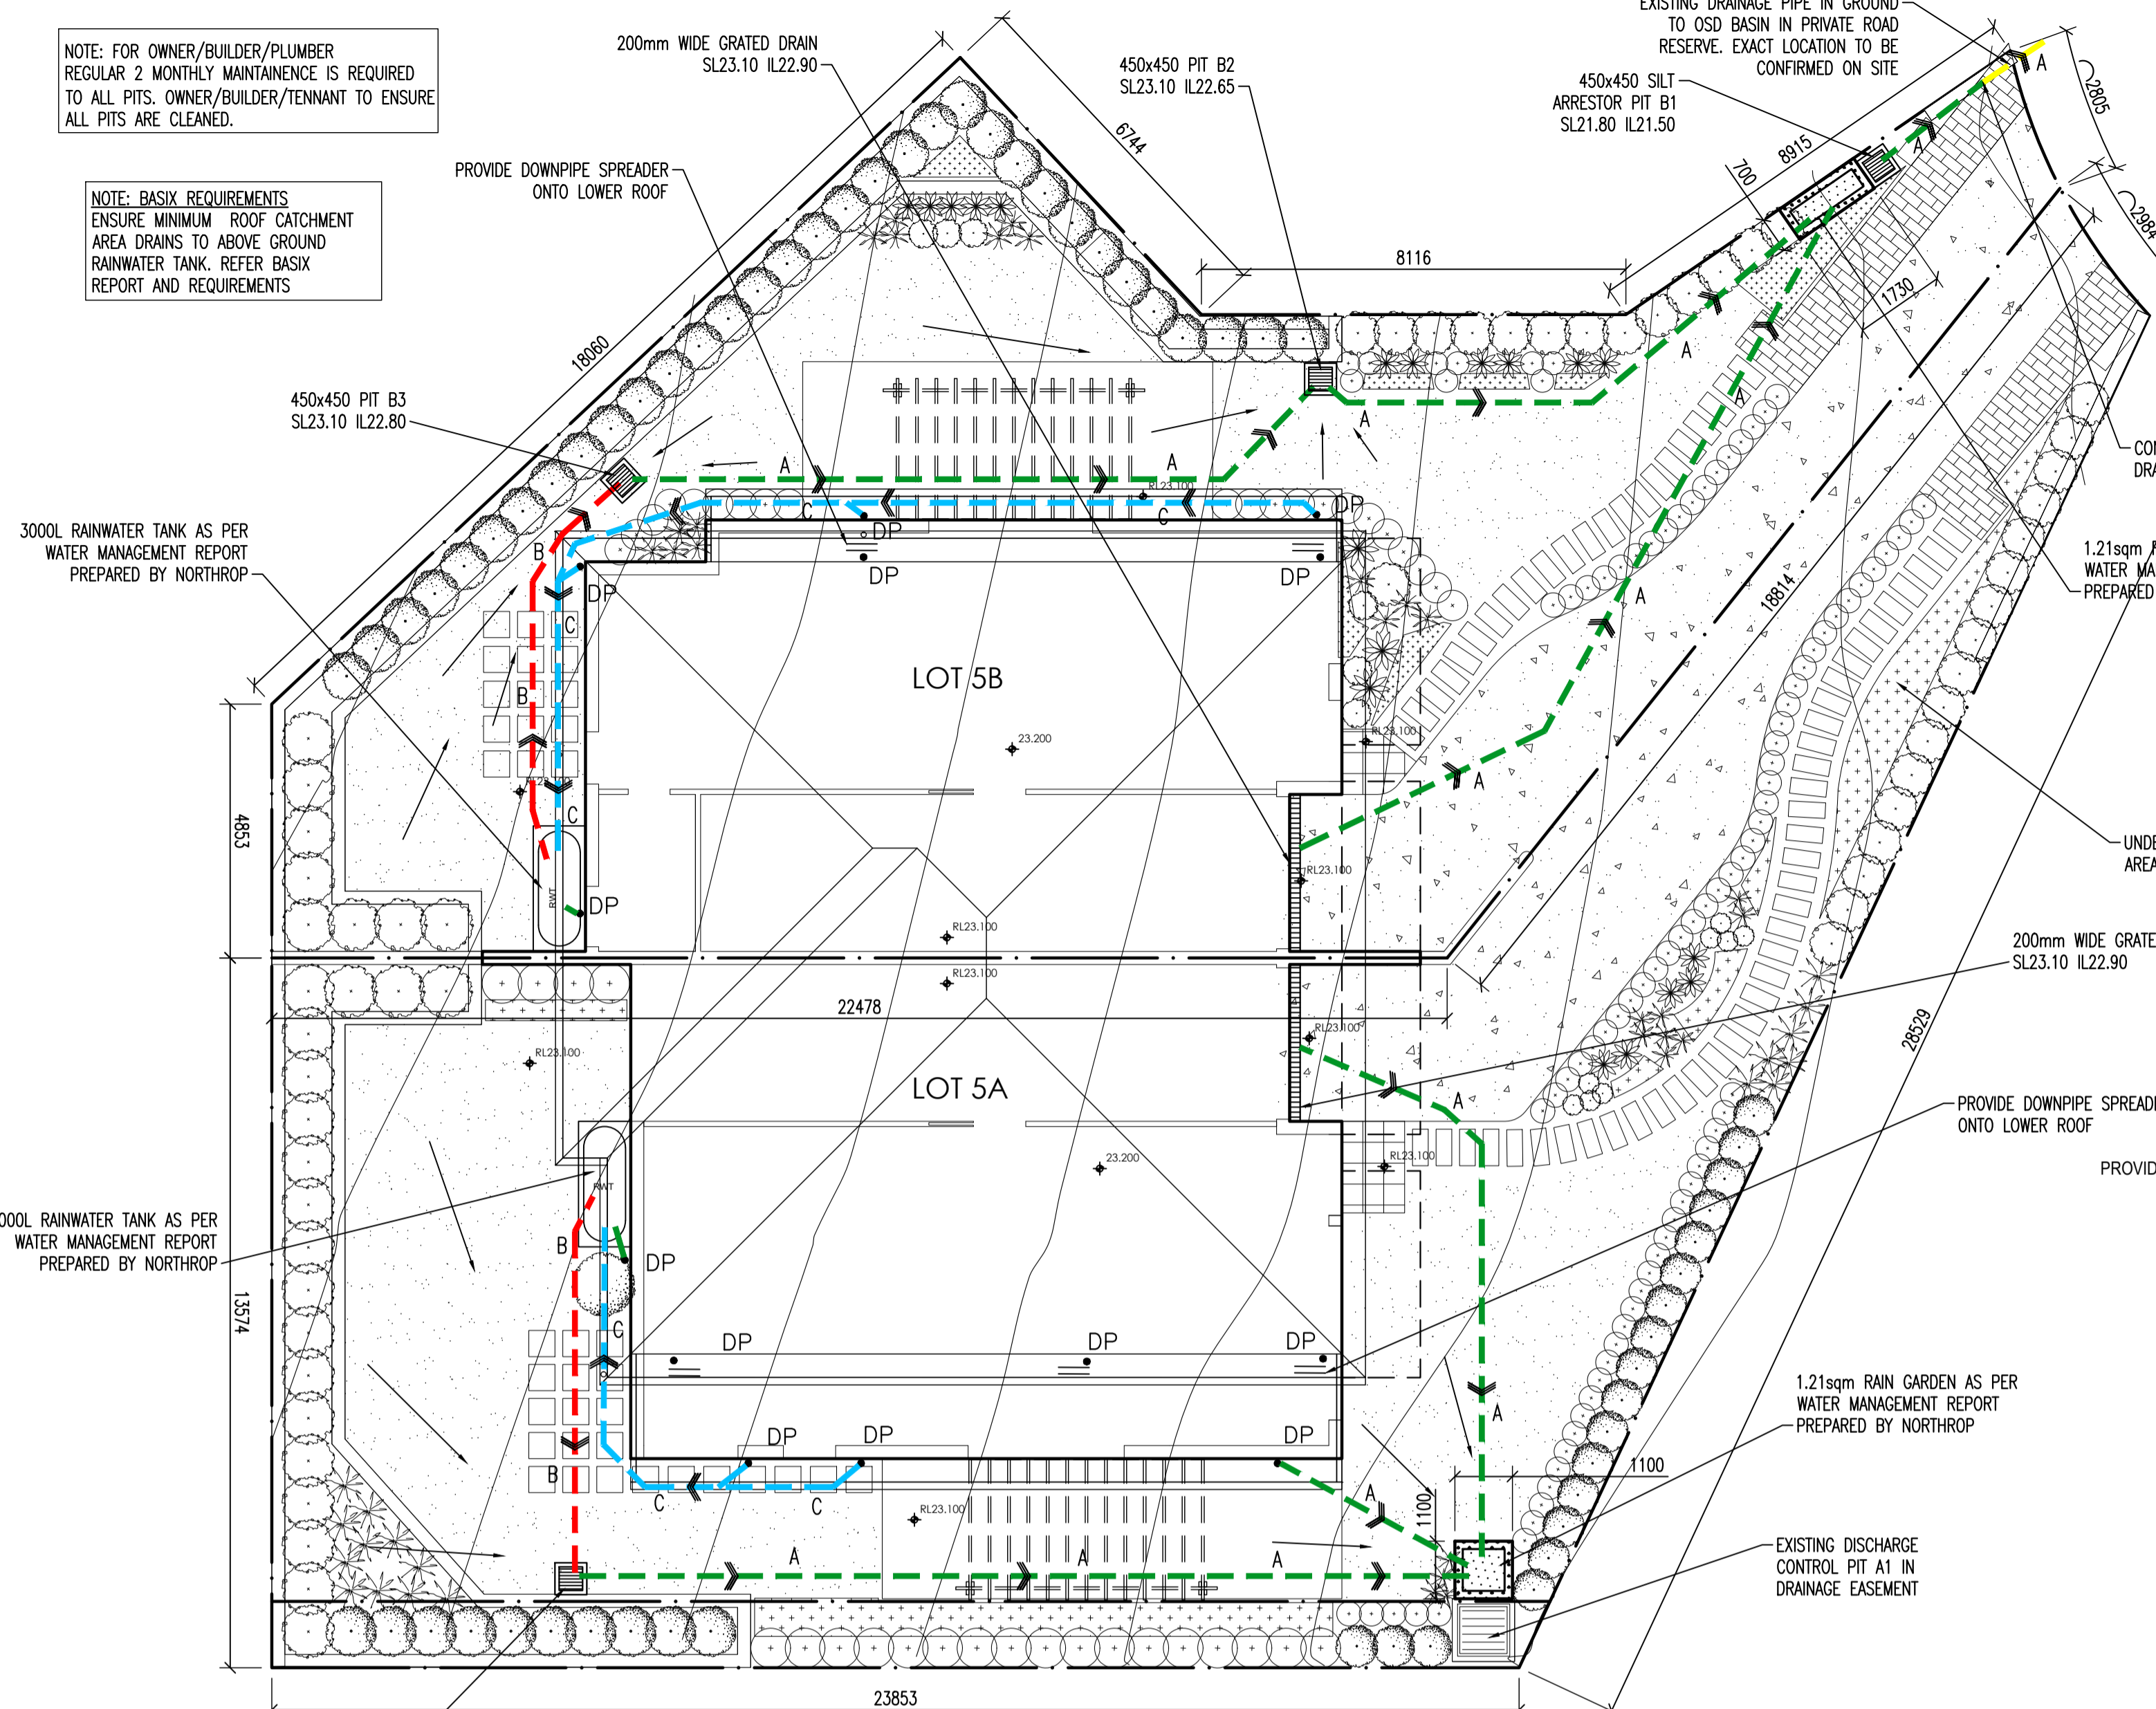 NOTE: FOR OWNER/BUILDER/PLUMBER
REGULAR 2 MONTHLY MAINTAINENCE IS REQUIRED
TO ALL PITS. OWNER/BUILDER/TENNANT TO ENSURE
ALL PITS ARE CLEANED.
NOTE: BASIX REQUIREMENTS
ENSURE MINIMUM ROOF CATCHMENT
AREA DRAINS TO ABOVE GROUND
RAINWATER TANK. REFER BASIX
REPORT AND REQUIREMENTS
200mm WIDE GRATED DRAIN
SL23.10 IL22.90
PROVIDE DOWNPIPE SPREADER
ONTO LOWER ROOF
450x450 PIT B2
SL23.10 IL22.65
EXISTING DRAINAGE PIPE IN GROUND
TO OSD BASIN IN PRIVATE ROAD
RESERVE. EXACT LOCATION TO BE
CONFIRMED ON SITE
450x450 SILT
ARRESTOR PIT B1
SL21.80 IL21.50
A
2805
2984
6744
8915
700
A
1730
8116
18060
450x450 PIT B3
SL23.10 IL22.80
A
A
A
A
A
RL23.100
C
C
DP
DP
DP
DP
3000L RAINWATER TANK AS PER
WATER MANAGEMENT REPORT
PREPARED BY NORTHROP
B
DP
C
B
C
A
18814
CON
DRA
1.21sqm
WATER MA
PREPARED
LOT 5B
23.200
RL23.100
A
RL23.100
RWT
DP
RL23.100
RL23.100
4853
UNDE
AREA
200mm WIDE GRATE
SL23.10 IL22.90
22478
RL23.100
RL23.100
28529
LOT 5A
A
PROVIDE DOWNPIPE SPREAD
ONTO LOWER ROOF
23.200
RL23.100
PROVID
RWT
000L RAINWATER TANK AS PER
WATER MANAGEMENT REPORT
PREPARED BY NORTHROP
B
DP
C
13574
DP
DP
DP
1.21sqm RAIN GARDEN AS PER
WATER MANAGEMENT REPORT
PREPARED BY NORTHROP
A
DP
DP
DP
B
C
C
A
RL23.100
1100
1100
A
A
A
EXISTING DISCHARGE
CONTROL PIT A1 IN
DRAINAGE EASEMENT
23853